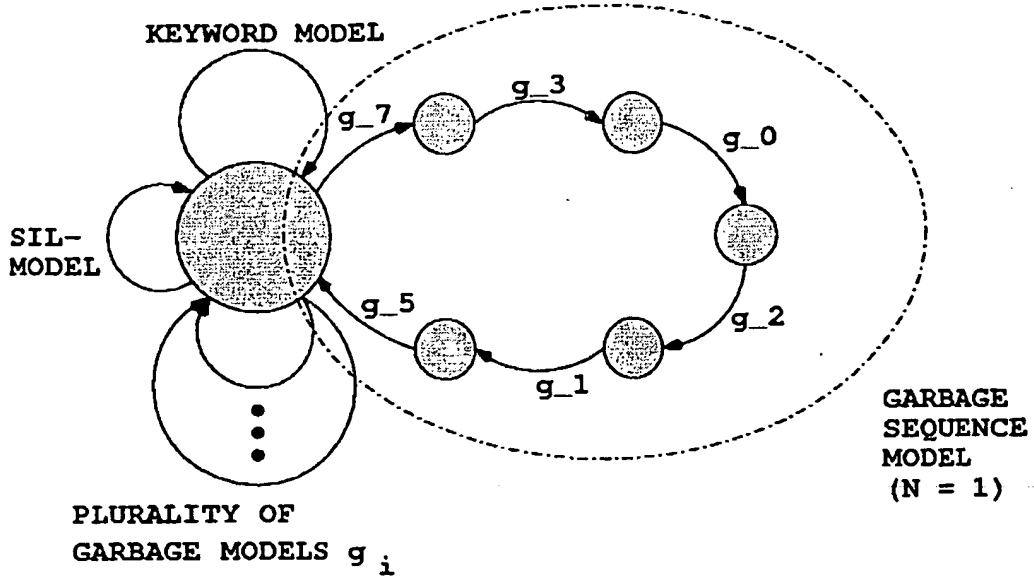 KEYWORD MODEL
g_7
g_3
g_0
SIL-
MODEL
g_5
g_1
g_2
GARBAGE
SEQUENCE
MODEL
(N = 1)
PLURALITY OF
GARBAGE MODELS g i